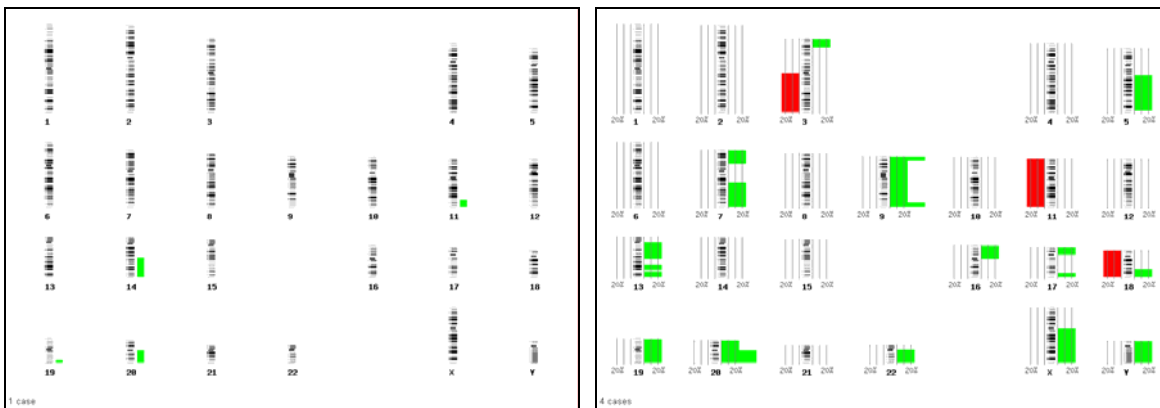 1 2 3 4 5
6 7 8 9 10 11 12
13 14 15 16 17 18
19 20 21 22 X Y
1 case
20% 1 20% 20% 2 20% 20% 3 20% 20% 4 20% 20% 5 20%
20% 6 20% 20% 7 20% 20% 8 20% 20% 9 20% 20% 10 20% 20% 11 20% 20% 12 20%
20% 13 20% 20% 14 20% 20% 15 20% 20% 16 20% 20% 17 20% 20% 18 20%
20% 19 20% 20% 20 20% 20% 21 20% 20% 22 20% 20% X 20% 20% Y 20%
4 cases